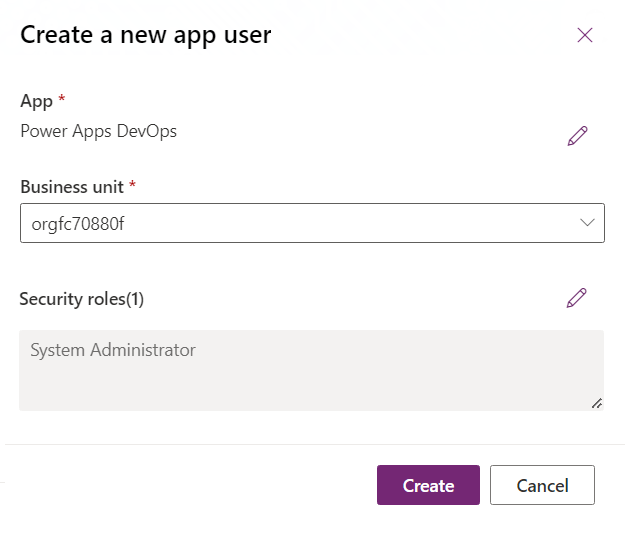 Create a new app user
App *
Power Apps DevOps
Business unit *
orgfc70880f
Security roles(1)
System Administrator
Create
Cancel